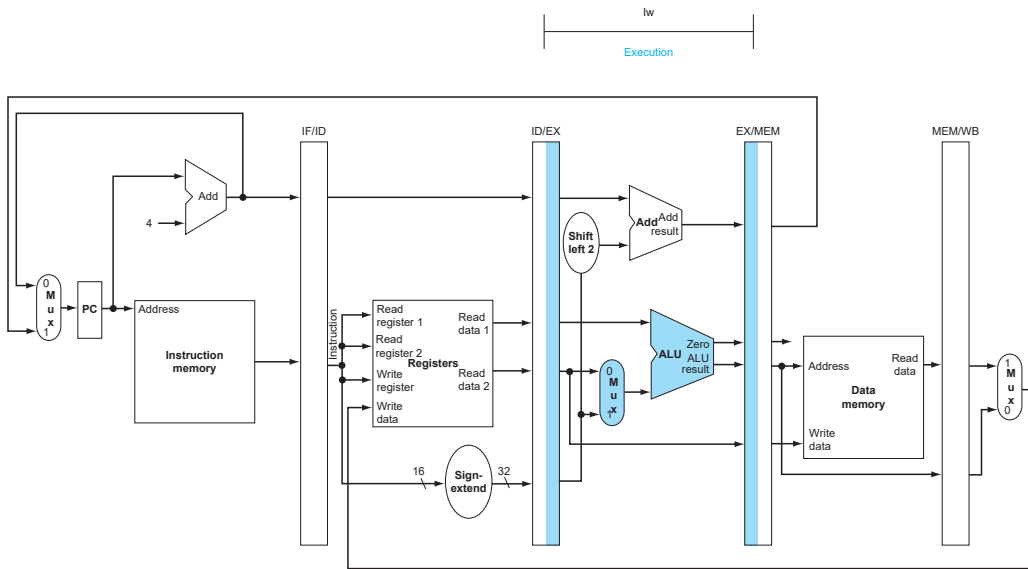 lw
Execution
IF/ID
ID/EX
EX/MEM
MEM/WB
Add
4
Add
Add
result
Shift
left 2
0
M
u
x
1
PC
Address
Instruction
memory
Instruction
Read
register 1
Read
register 2
Write
register
Write
data
Registers
Read
data 1
Read
data 2
16
Sign-
extend
32
0
M
u
x
1
ALU
Zero
ALU
result
Address
Write
data
Data
memory
Read
data
1
M
u
x
0